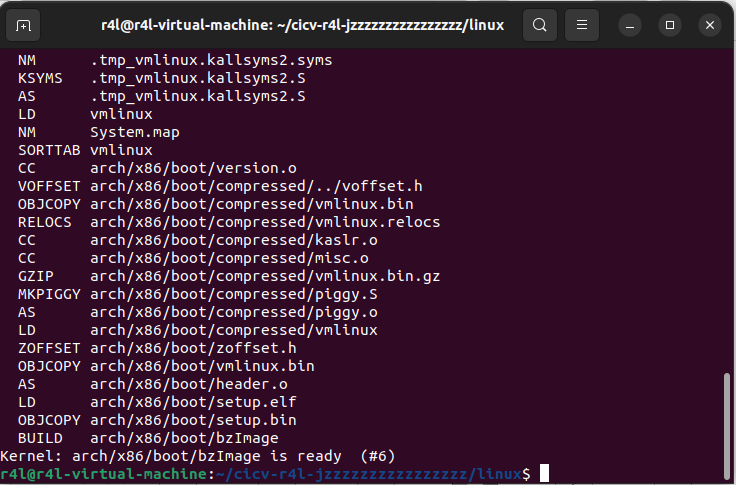 r4l@r4l-virtual-machine: ~/cicv-r4l-jzzzzzzzzzzzzzzzz/linux
NM .tmp_vmlinux.kallsyms2.syms
KSYMS .tmp_vmlinux.kallsyms2.S
AS .tmp_vmlinux.kallsyms2.S
LD vmlinux
NM System.map
SORTTAB vmlinux
CC arch/x86/boot/version.o
VOFFSET arch/x86/boot/compressed/../voffset.h
OBJCOPY arch/x86/boot/compressed/vmlinux.bin
RELOCS arch/x86/boot/compressed/vmlinux.relocs
CC arch/x86/boot/compressed/kaslr.o
CC arch/x86/boot/compressed/misc.o
GZIP arch/x86/boot/compressed/vmlinux.bin.gz
MKPIGGY arch/x86/boot/compressed/piggy.S
AS arch/x86/boot/compressed/piggy.o
LD arch/x86/boot/compressed/vmlinux
ZOFFSET arch/x86/boot/zoffset.h
OBJCOPY arch/x86/boot/vmlinux.bin
AS arch/x86/boot/header.o
LD arch/x86/boot/setup.elf
OBJCOPY arch/x86/boot/setup.bin
BUILD arch/x86/boot/bzImage
Kernel: arch/x86/boot/bzImage is ready (#6)
r4l@r4l-virtual-machine:~/cicv-r4l-jzzzzzzzzzzzzzzzz/linux$